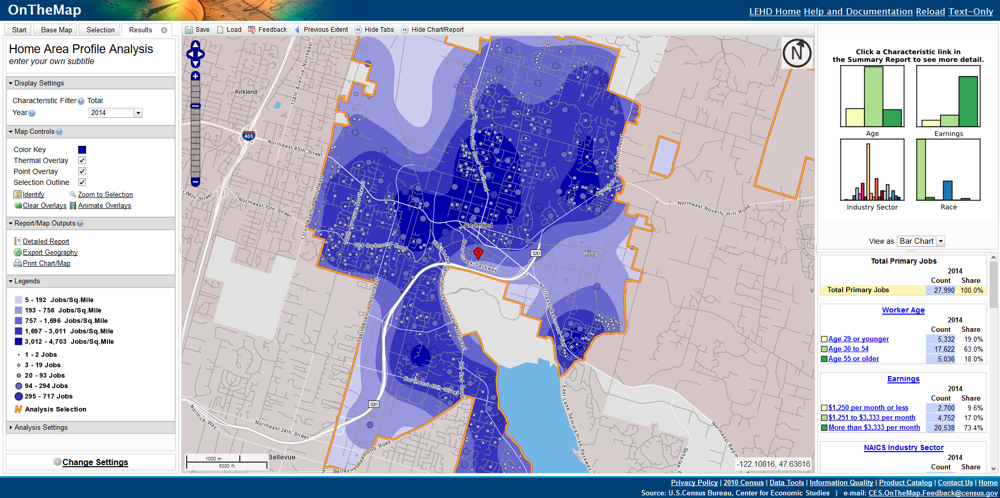 OnTheMap
LEHD Home Help and Documentation Reload Text-Only
Start
Base Map
Selection
Results
Save
Load
Feedback
Previous Extent
Hide Tabs
Hide Chart/Report
Home Area Profile Analysis
enter your own subtitle
Display Settings
Characteristic Filter Total
Year 2014
Map Controls
Color Key
Thermal Overlay
Point Overlay
Selection Outline
Identify Zoom to Selection
Clear Overlays Animate Overlays
Report/Map Outputs
Detailed Report
Export Geography
Print Chart/Map
Legends
5 - 192 Jobs/Sq.Mile
193 - 756 Jobs/Sq.Mile
757 - 1,696 Jobs/Sq.Mile
1,697 - 3,011 Jobs/Sq.Mile
3,012 - 4,703 Jobs/Sq.Mile
1 - 2 Jobs
3 - 19 Jobs
20 - 93 Jobs
94 - 294 Jobs
295 - 717 Jobs
Analysis Selection
Analysis Settings
Change Settings
N
Kirkland
124th Avenue Northeast
405
Northeast 85th Street
68th Street
Northeast 70th Street
132nd Avenue Northeast
140th Avenue Northeast
Redmond Woodinville Road Northeast
Avondale Road Northeast
Northeast Novelty Hill Road
Redmond
Old Redmond Road
West Lake Sammamish Parkway Northeast
Bear Creek Parkway
520
King
148th Avenue Northeast
Northeast Redmond Way
Bel Red Road
Northeast 40th Street
520
Northup Way
Northeast 24th Street
Bellevue
Bellevue Redmond Road
East Lake Sammamish Parkway
Sahalee
Northeast Red
1000 m
5000 ft
-122.10816, 47.63616
Click a Characteristic link in
the Summary Report to see more detail.
Age
Earnings
Industry Sector
Race
View as Bar Chart
Total Primary Jobs
2014
Count Share
Total Primary Jobs 27,990 100.0%
Worker Age
2014
Count Share
Age 29 or younger 5,332 19.0%
Age 30 to 54 17,622 63.0%
Age 55 or older 5,036 18.0%
Earnings
2014
Count Share
$1,250 per month or less 2,700 9.6%
$1,251 to $3,333 per month 4,752 17.0%
More than $3,333 per month 20,538 73.4%
NAICS Industry Sector
2014
Count Share
Privacy Policy | 2010 Census | Data Tools | Information Quality | Product Catalog | Contact Us | Home
Source: U.S.Census Bureau, Center for Economic Studies | e-mail: CES.OnTheMap.Feedback@census.gov